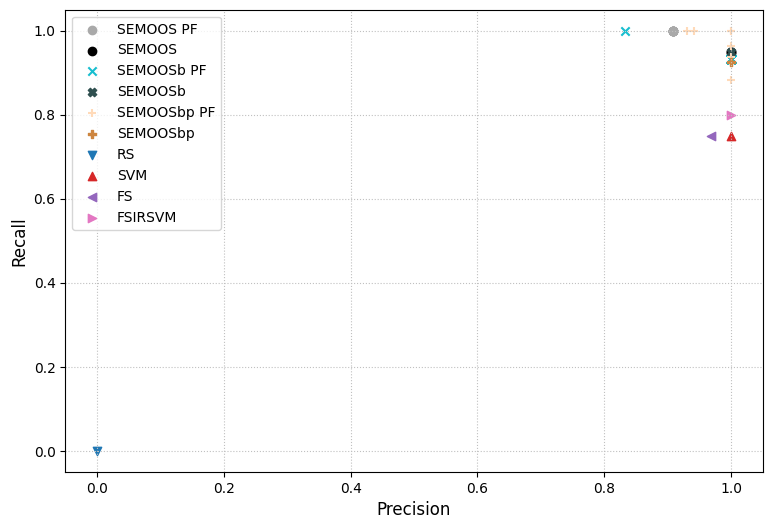 SEMOOS PF
SEMOOS
SEMOOSb PF
SEMOOSb
SEMOOSbp PF
SEMOOSbp
RS
SVM
FS
FSIRSVM
Recall
1.0
0.8
0.6
0.4
0.2
0.0
0.0 0.2 0.4 0.6 0.8 1.0
Precision